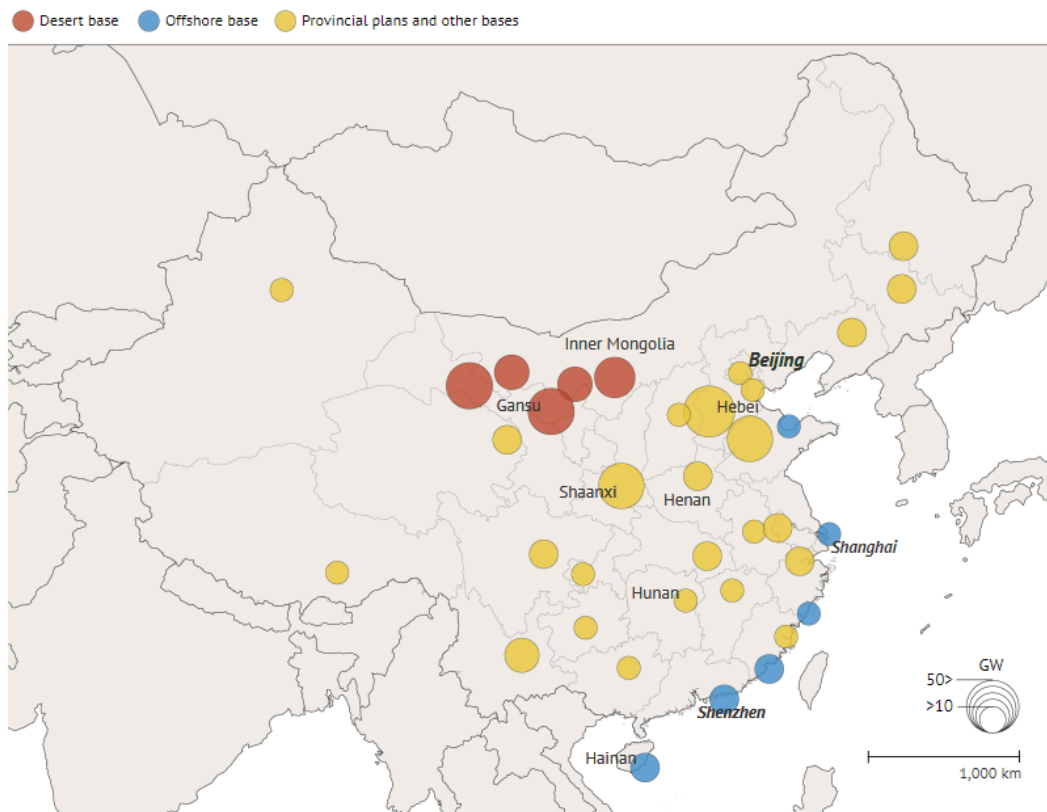 Desert base Offshore base Provincial plans and other bases
Inner Mongolia
Beijing
Gansu
Hebei
Shaanxi
Henan
Shanghai
Hunan
GW
50>
>10
Shenzhen
Hainan
1,000 km